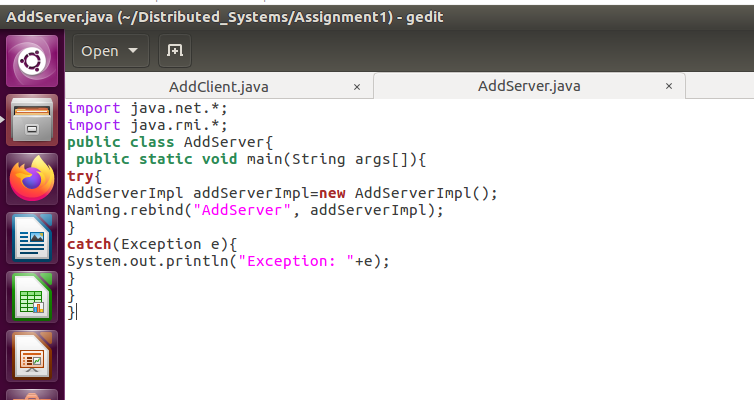 AddServer.java (~/Distributed_Systems/Assignment1) - gedit
Open
AddClient.java × AddServer.java ×
import java.net.*;
import java.rmi.*;
public class AddServer{
 public static void main(String args[]){
try{
AddServerImpl addServerImpl=new AddServerImpl();
Naming.rebind("AddServer", addServerImpl);
}
catch(Exception e){
System.out.println("Exception: "+e);
}
}
}